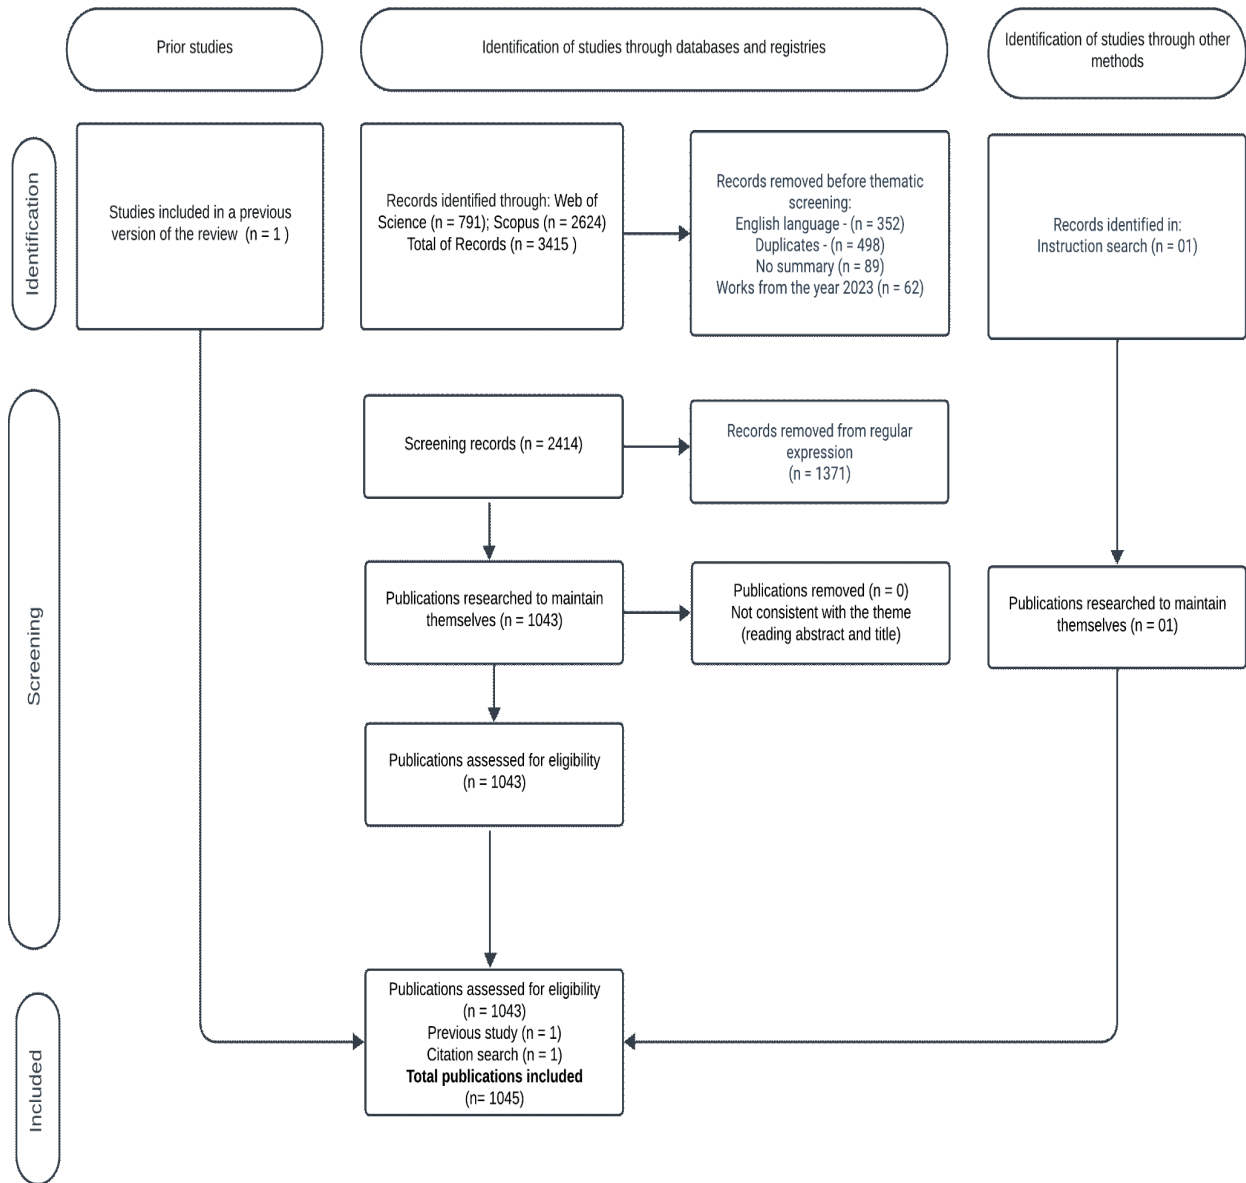 Prior studies
Identification of studies through databases and registries
Identification of studies through other
methods
Identification
Studies included in a previous
version of the review (n = 1 )
Records identified through: Web of
Science (n = 791); Scopus (n = 2624)
Total of Records (n = 3415 )
Records removed before thematic
screening:
English language - (n = 352)
Duplicates - (n = 498)
No summary (n = 89)
Works from the year 2023 (n = 62)
Records identified in:
Instruction search (n = 01)
Screening
Screening records (n = 2414)
Records removed from regular
expression
(n = 1371)
Publications researched to maintain
themselves (n = 1043)
Publications removed (n = 0)
Not consistent with the theme
(reading abstract and title)
Publications researched to maintain
themselves (n = 01)
Publications assessed for eligibility
(n = 1043)
Included
Publications assessed for eligibility
(n = 1043)
Previous study (n = 1)
Citation search (n = 1)
Total publications included
(n= 1045)